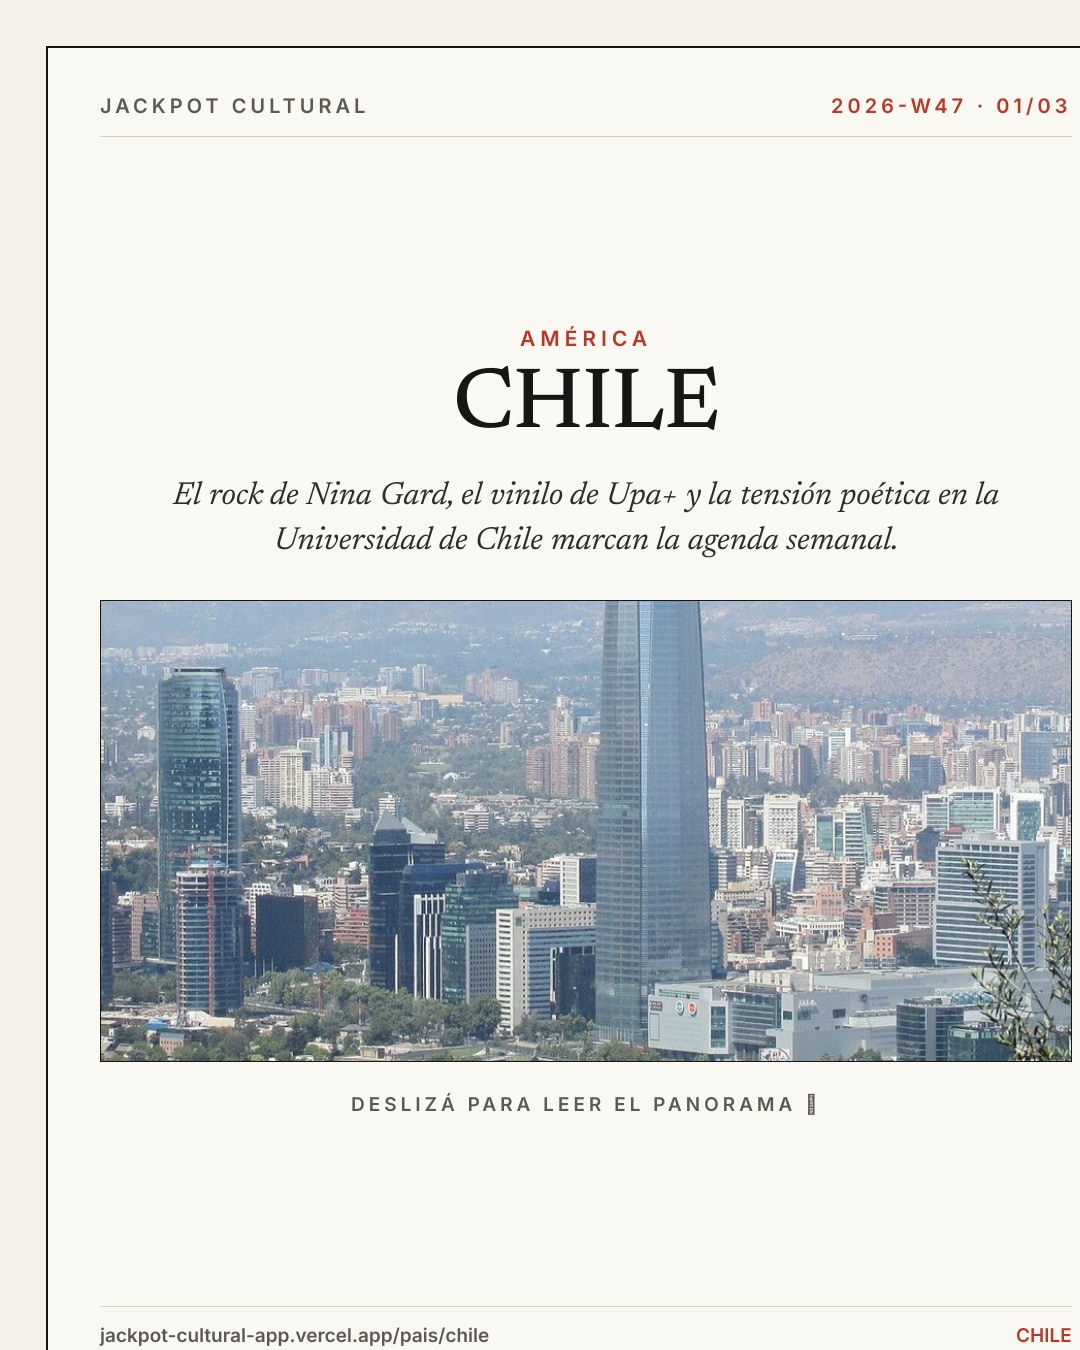 JACKPOT CULTURAL
2026-W47 · 01/03
AMÉRICA
CHILE
El rock de Nina Gard, el vinilo de Upa+ y la tensión poética en la
Universidad de Chile marcan la agenda semanal.
DESLIZÁ PARA LEER EL PANORAMA
jackpot-cultural-app.vercel.app/pais/chile
CHILE